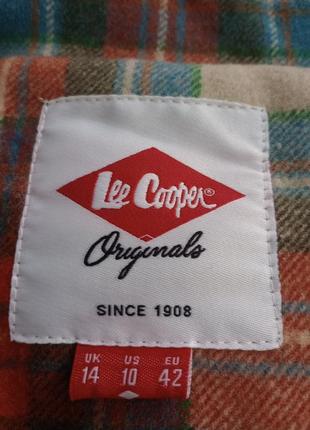 Lee Cooper®
Originals
SINCE 1908
UK US EU
14 10 42